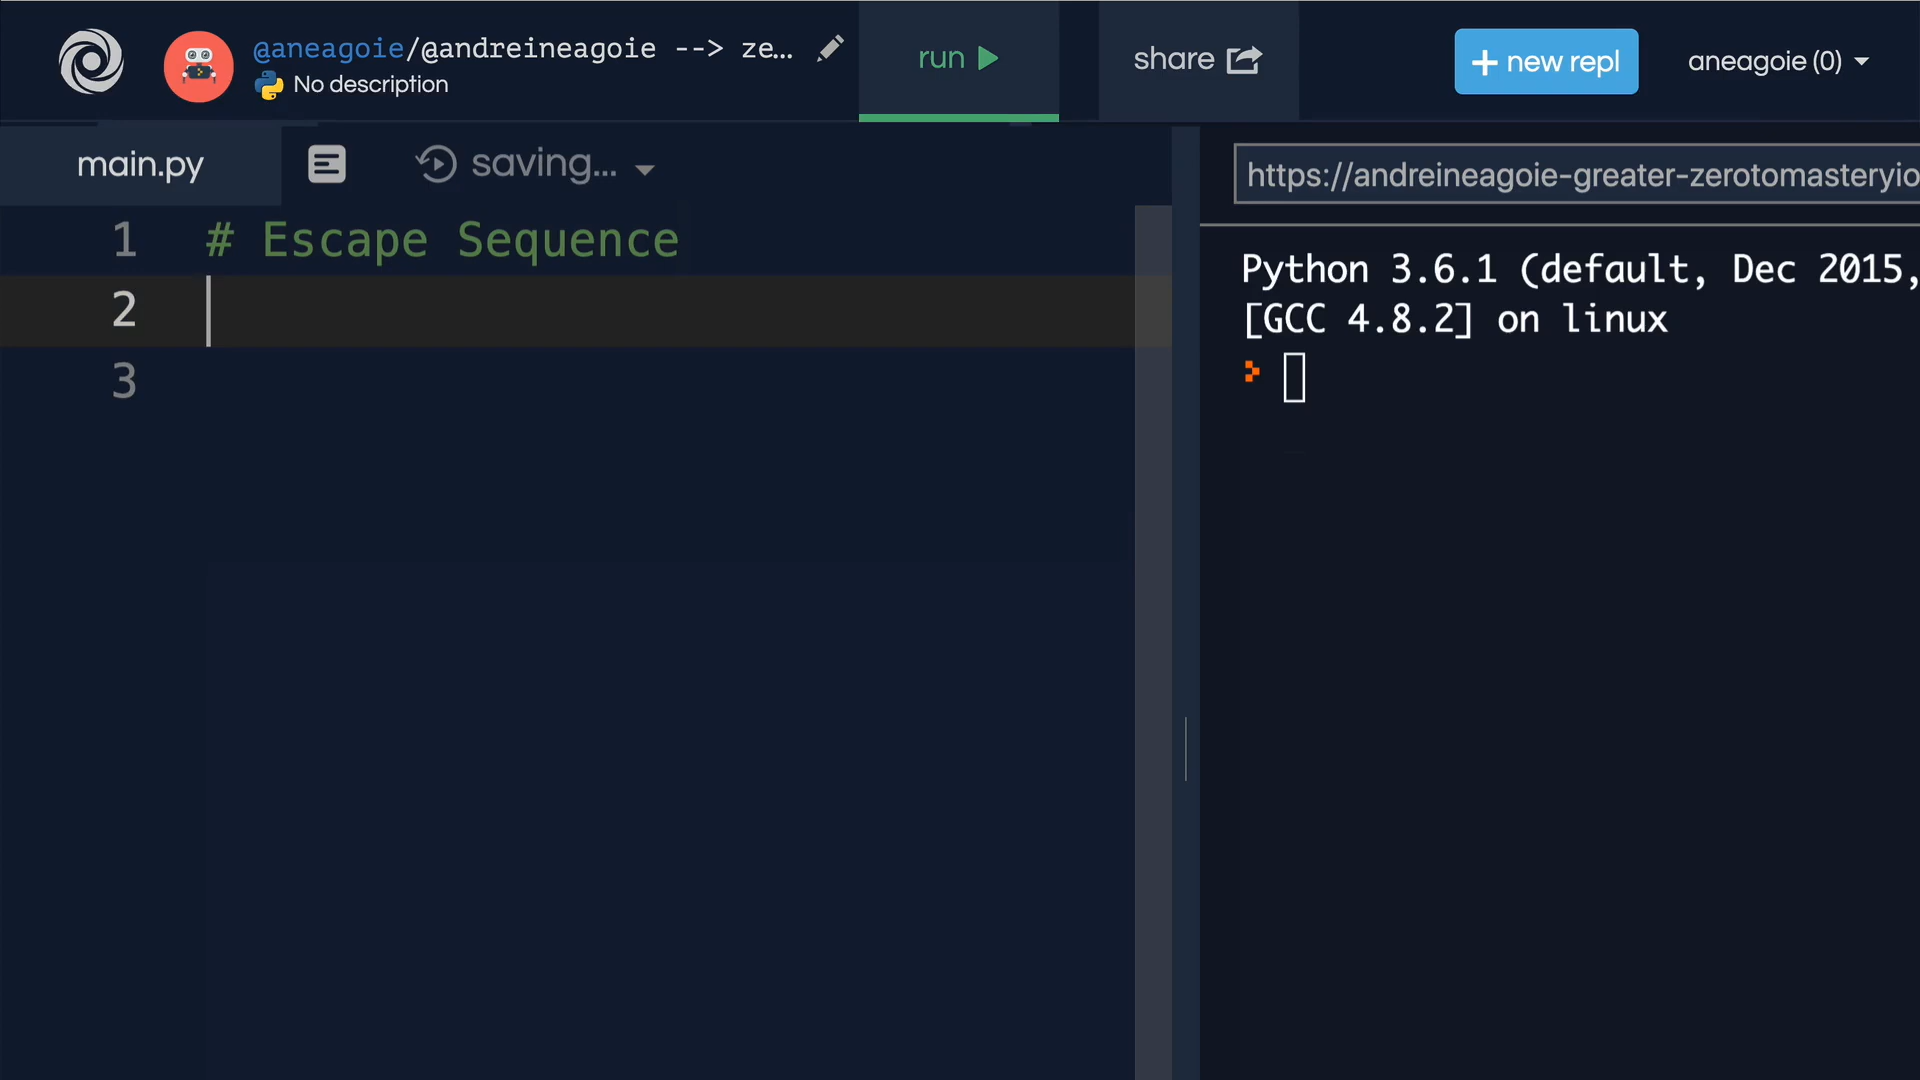 @aneagoie/@andreineagoie --> ze...
No description
run
share
+ new repl
aneagoie (0)
main.py
saving...
https://andreineagoie-greater-zerotomasteryio
1 # Escape Sequence
2
3
Python 3.6.1 (default, Dec 2015,
[GCC 4.8.2] on linux